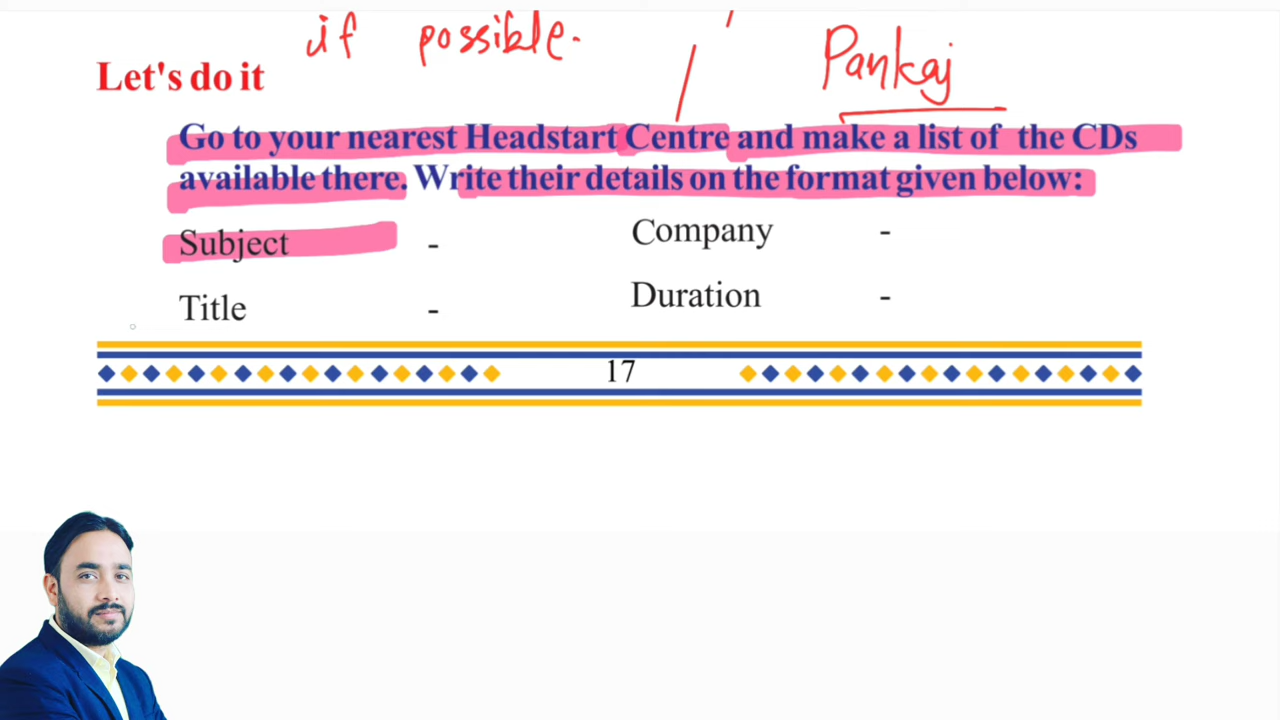 if possible.
Pankaj
Let's do it
Go to your nearest Headstart Centre and make a list of the CDs
available there. Write their details on the format given below:
Subject - Company -
Title - Duration -
17